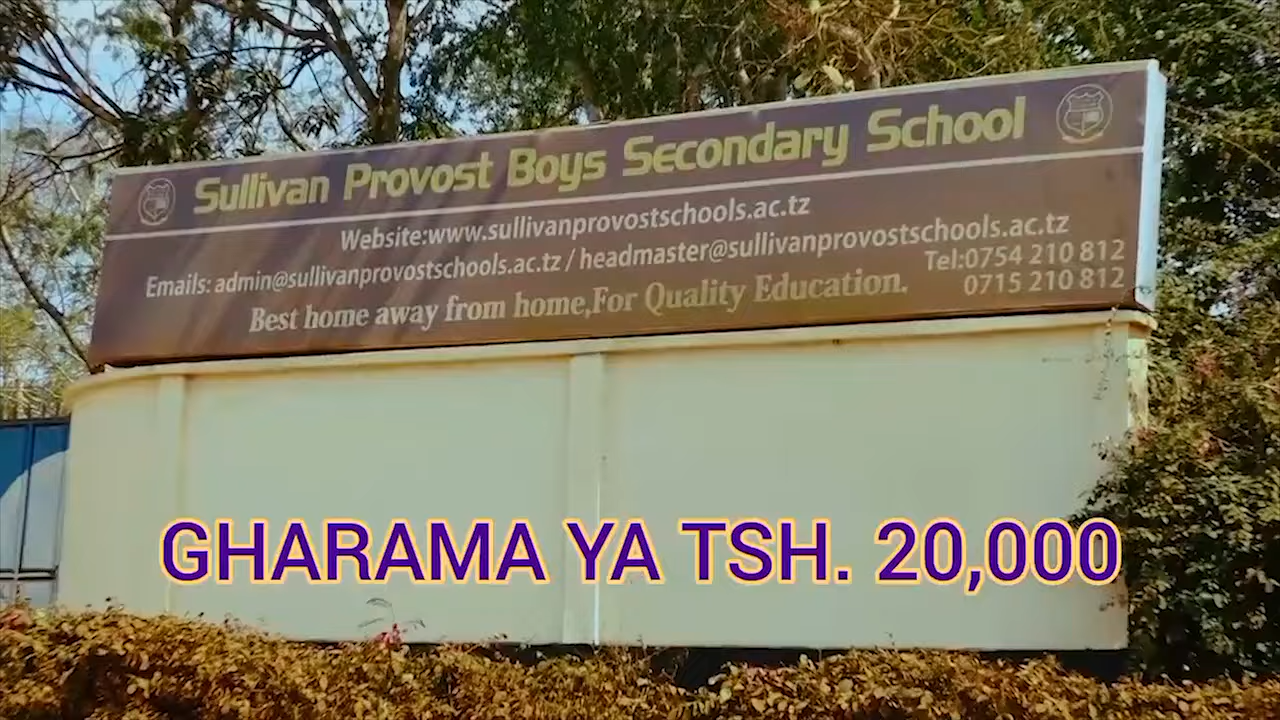 Sullivan Provost Boys Secondary School
Website:www.sullivanprovostschools.ac.tz
Emails: admin@sullivanprovostschools.ac.tz / headmaster@sullivanprovostschools.ac.tz
Tel:0754 210 812
0715 210 812
Best home away from home,For Quality Education.
GHARAMA YA TSH. 20,000